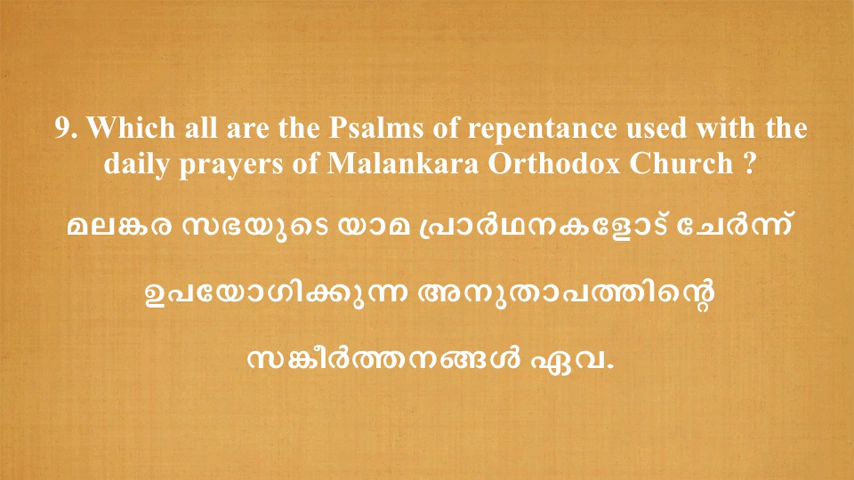 9. Which all are the Psalms of repentance used with the
daily prayers of Malankara Orthodox Church ?
മലങ്കര സഭയുടെ യാമ പ്രാർഥനകളോട് ചേർന്ന്
ഉപയോഗിക്കുന്ന അനുതാപത്തിന്റെ
സങ്കീർത്തനങ്ങൾ ഏവ.